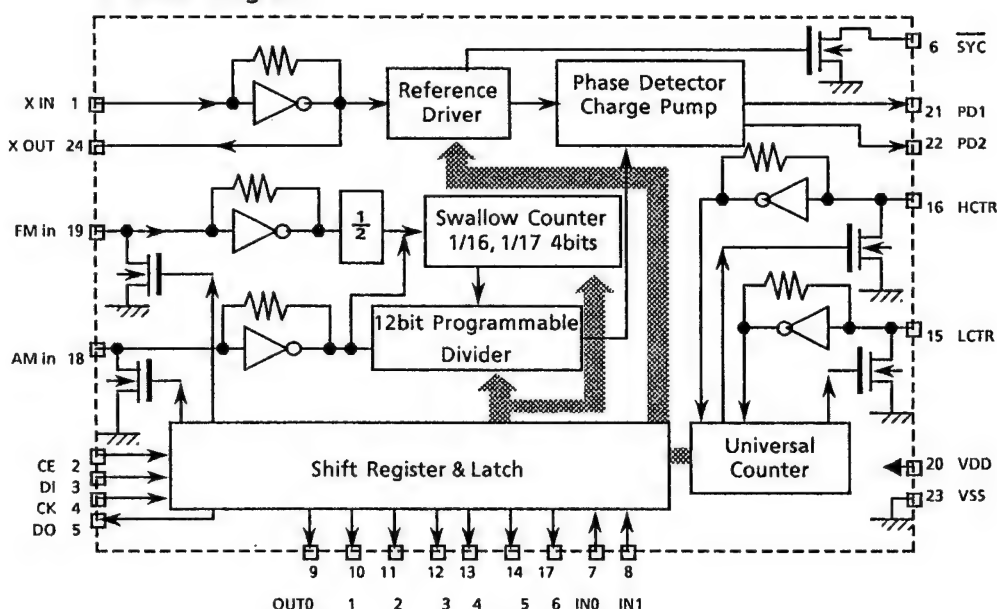 6 SYC
X IN 1
Reference
Driver
Phase Detector
Charge Pump
21 PD1
X OUT 24
22 PD2
16 HCTR
FM in 19
1/2
Swallow Counter
1/16, 1/17 4bits
12bit Programmable
Divider
15 LCTR
AM in 18
Shift Register & Latch
Universal
Counter
CE 2
DI 3
CK 4
DO 5
20 VDD
23 VSS
9 10 11 12 13 14 17 7 8
OUT0 1 2 3 4 5 6 IN0 IN1